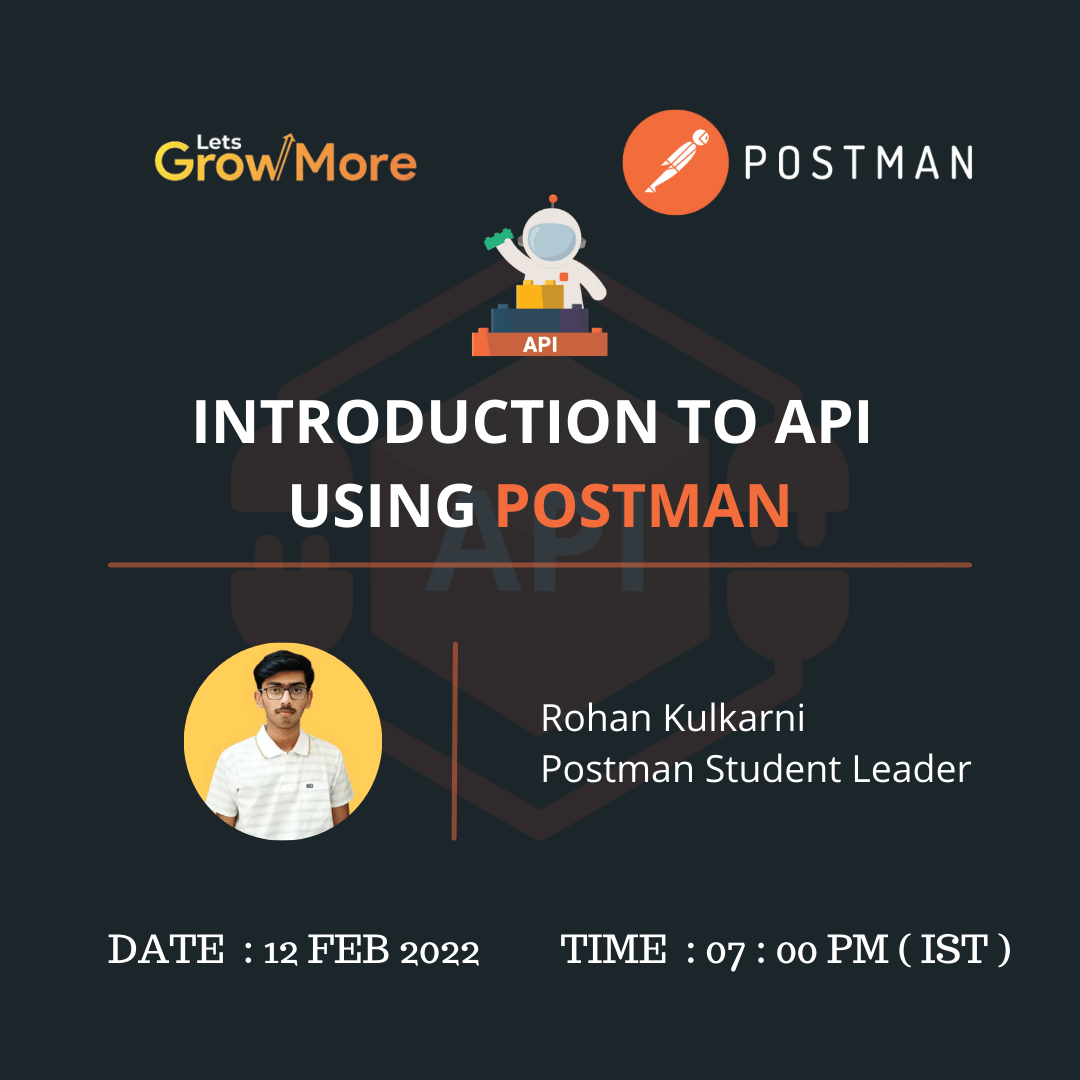 Lets
GrowMore
POSTMAN
API
INTRODUCTION TO API
USING POSTMAN
API
Rohan Kulkarni
Postman Student Leader
DATE : 12 FEB 2022
TIME : 07 : 00 PM ( IST )